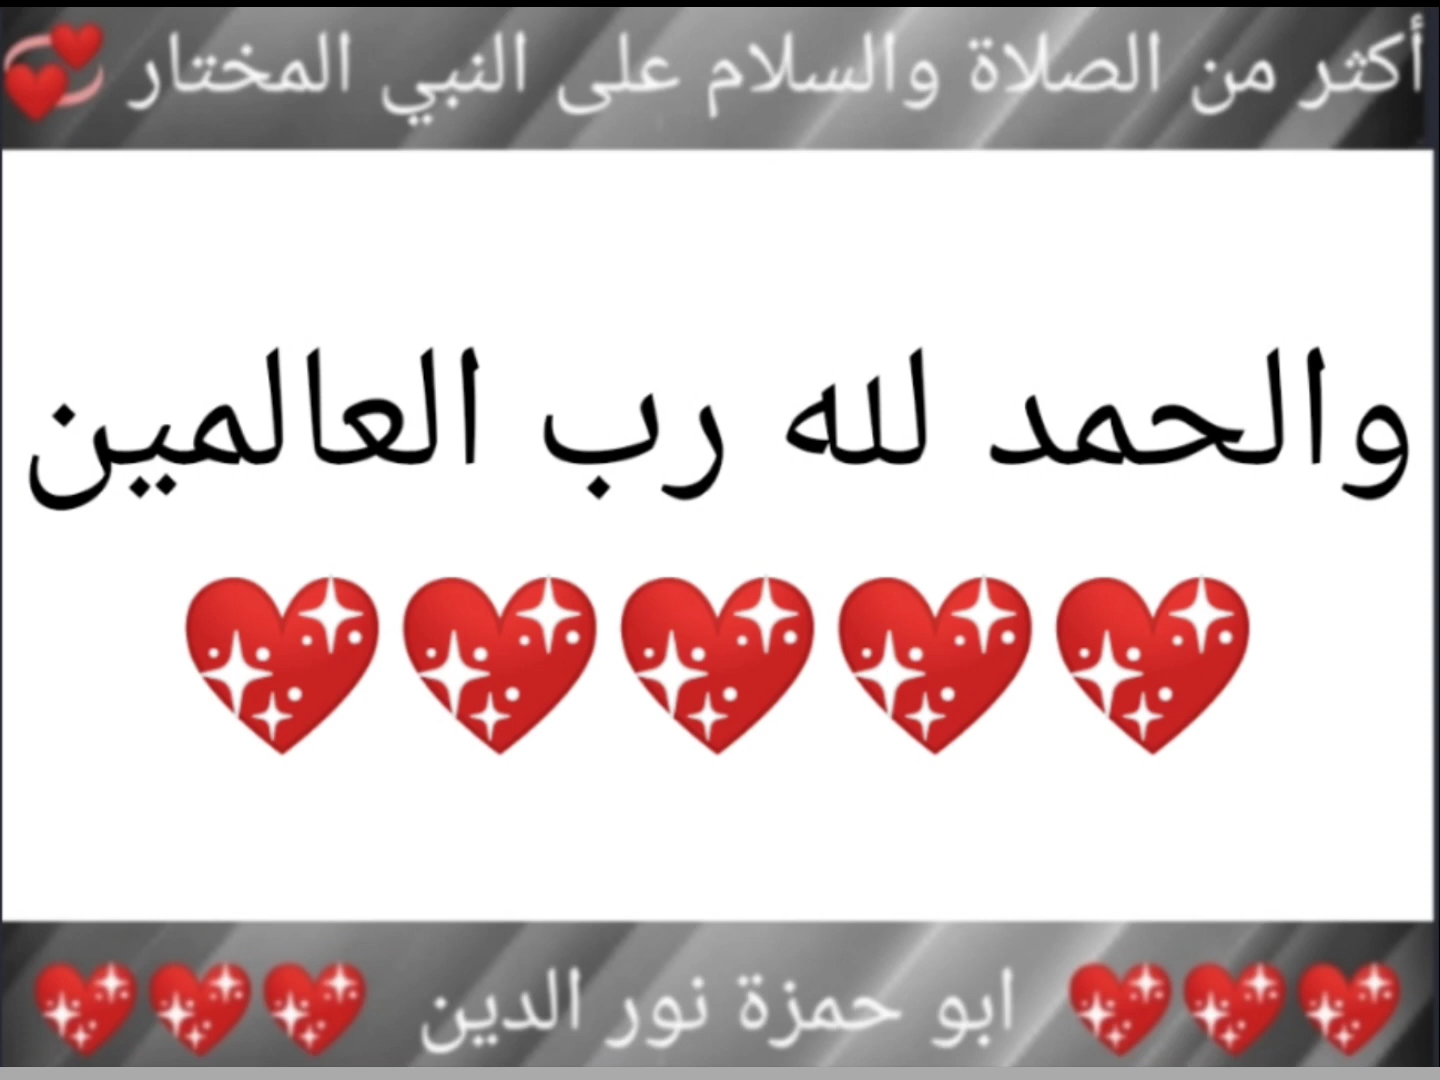 أكثر من الصلاة والسلام على النبي المختار 💞
والحمد لله رب العالمين
💖💖💖💖💖
💖💖💖 ابو حمزة نور الدين 💖💖💖